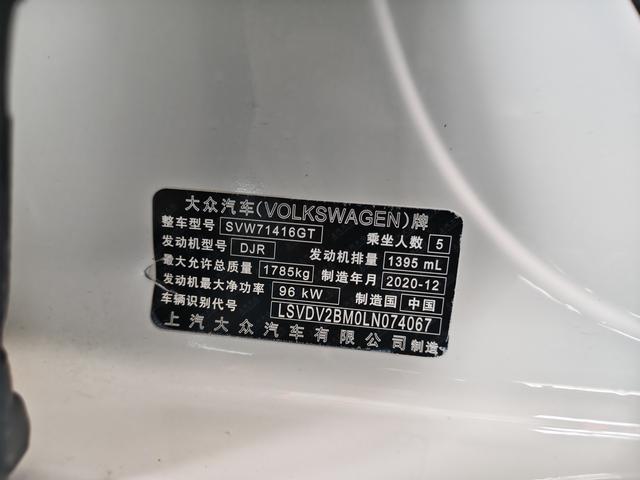 大众汽车(VOLKSWAGEN)牌
整车型号 SVW71416GT 乘坐人数 5
发动机型号 DJR 发动机排量 1395 mL
最大允许总质量 1785kg 制造年月 2020-12
发动机最大净功率 96 kW 制造国 中国
车辆识别代号 LSVDV2BM0LN074067
上汽大众汽车有限公司制造